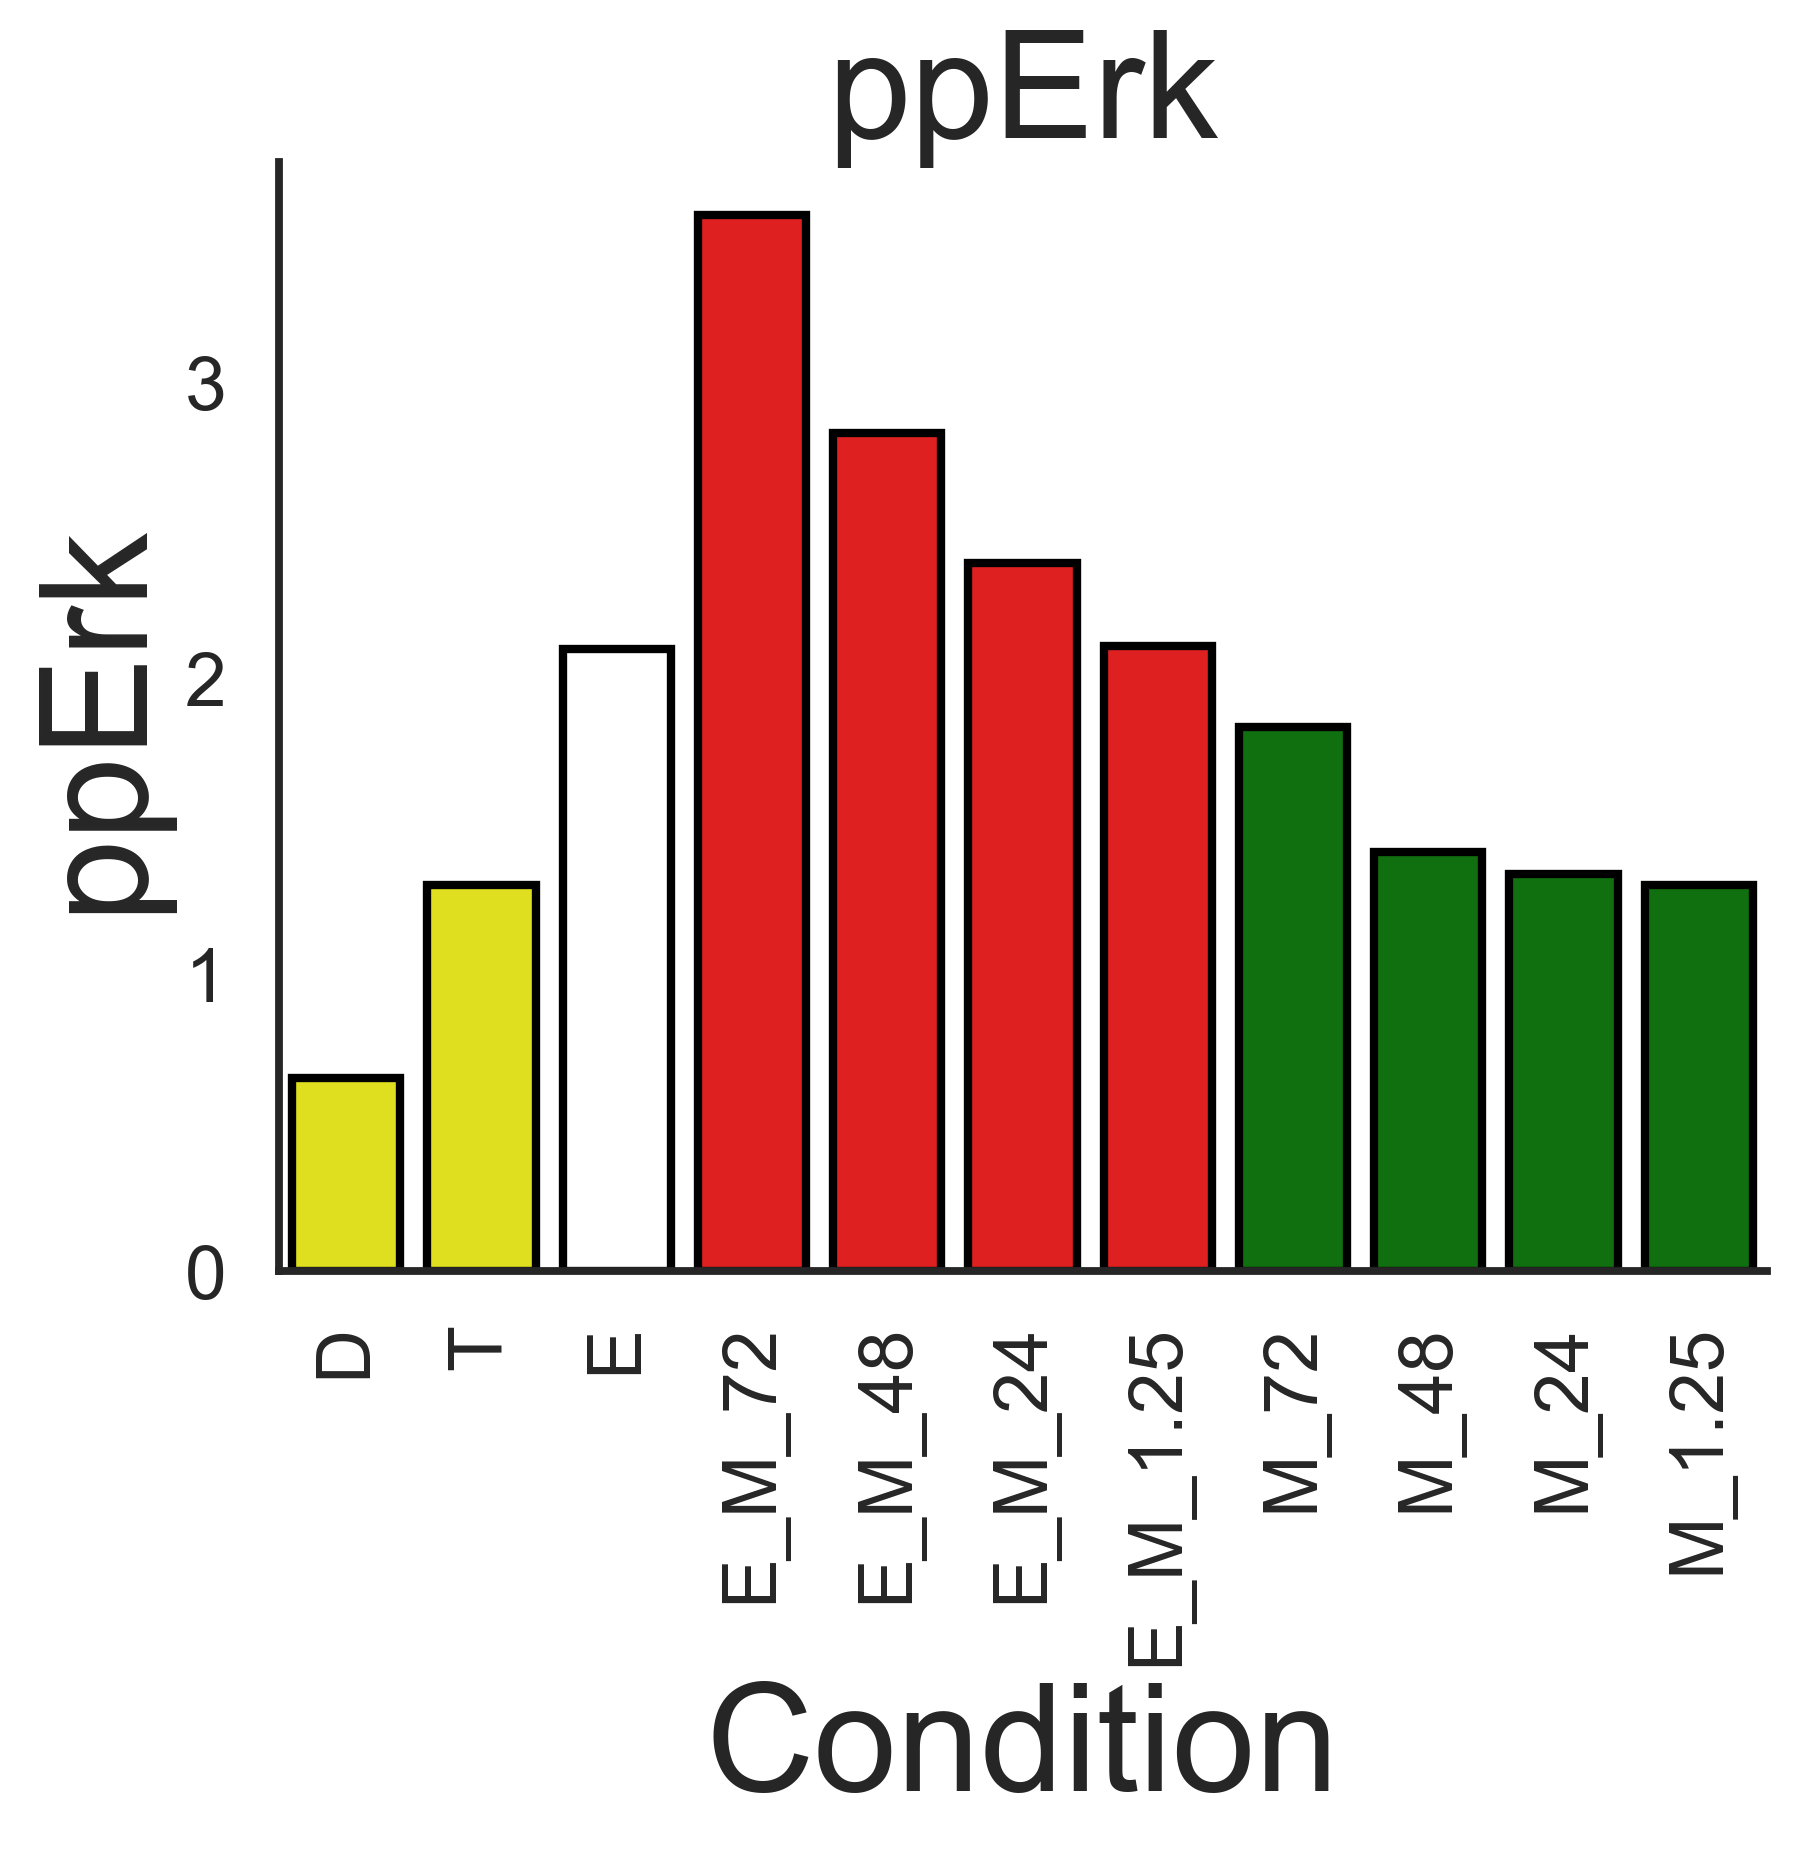 ppErk
ppErk
3
2
1
0
D
T
E
E_M_72
E_M_48
E_M_24
E_M_1.25
M_72
M_48
M_24
M_1.25
Condition